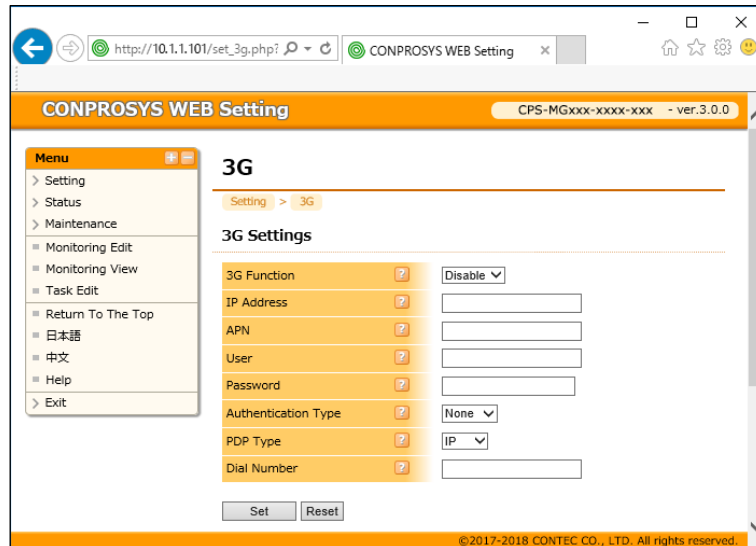 http://10.1.1.101/set_3g.php?
CONPROSYS WEB Setting
CONPROSYS WEB Setting
CPS-MGxxx-xxxx-xxx - ver.3.0.0
Menu
Setting
Status
Maintenance
Monitoring Edit
Monitoring View
Task Edit
Return To The Top
日本語
中文
Help
Exit
3G
Setting > 3G
3G Settings
3G Function ? Disable
IP Address ?
APN ?
User ?
Password ?
Authentication Type ? None
PDP Type ? IP
Dial Number ?
Set Reset
©2017-2018 CONTEC CO., LTD. All rights reserved.